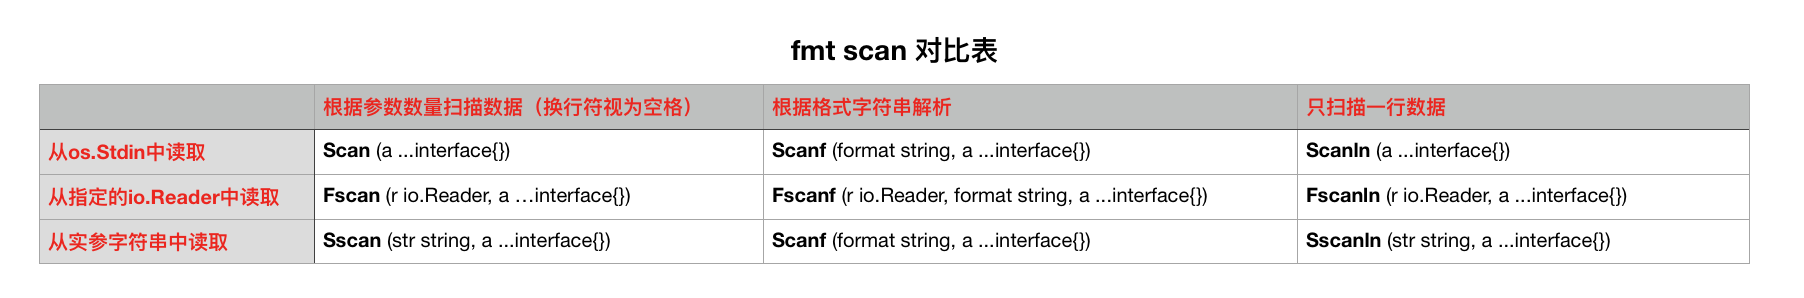 fmt scan 对比表
根据参数数量扫描数据（换行符视为空格） 根据格式字符串解析 只扫描一行数据
从os.Stdin中读取 Scan (a ...interface{}) Scanf (format string, a ...interface{}) Scanln (a ...interface{})
从指定的io.Reader中读取 Fscan (r io.Reader, a …interface{}) Fscanf (r io.Reader, format string, a ...interface{}) Fscanln (r io.Reader, a ...interface{})
从实参字符串中读取 Sscan (str string, a ...interface{}) Scanf (format string, a ...interface{}) Sscanln (str string, a ...interface{})